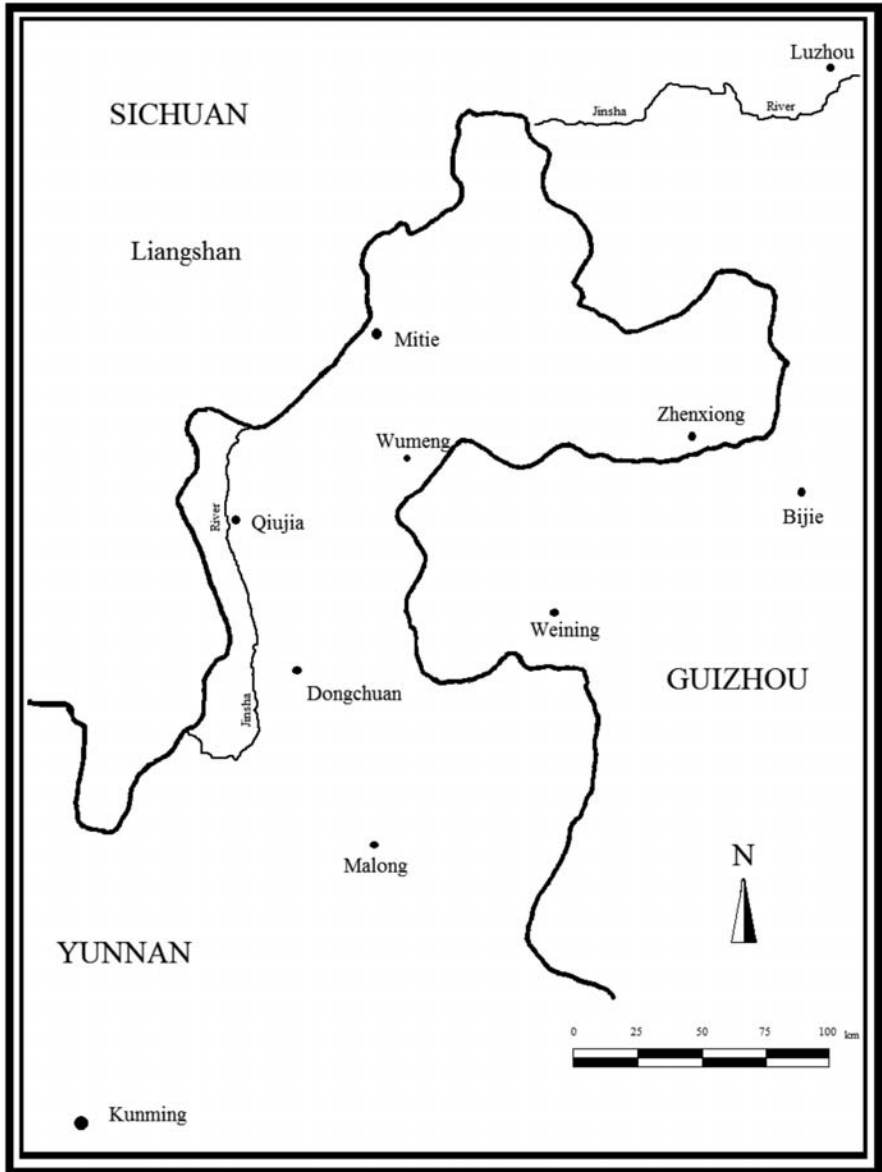 Luzhou
Jinsha
River
SICHUAN
Liangshan
Mitie
Zhenxiong
Wumeng
River
Qiujia
Bijie
Weining
GUIZHOU
Dongchuan
Jinsha
Malong
N
YUNNAN
0 25 50 75 100 km
Kunming